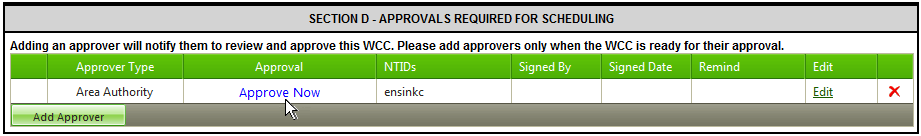 SECTION D - APPROVALS REQUIRED FOR SCHEDULING
Adding an approver will notify them to review and approve this WCC. Please add approvers only when the WCC is ready for their approval.
Approver Type Approval NTIDs Signed By Signed Date Remind Edit
Area Authority Approve Now ensinkc Edit
Add Approver